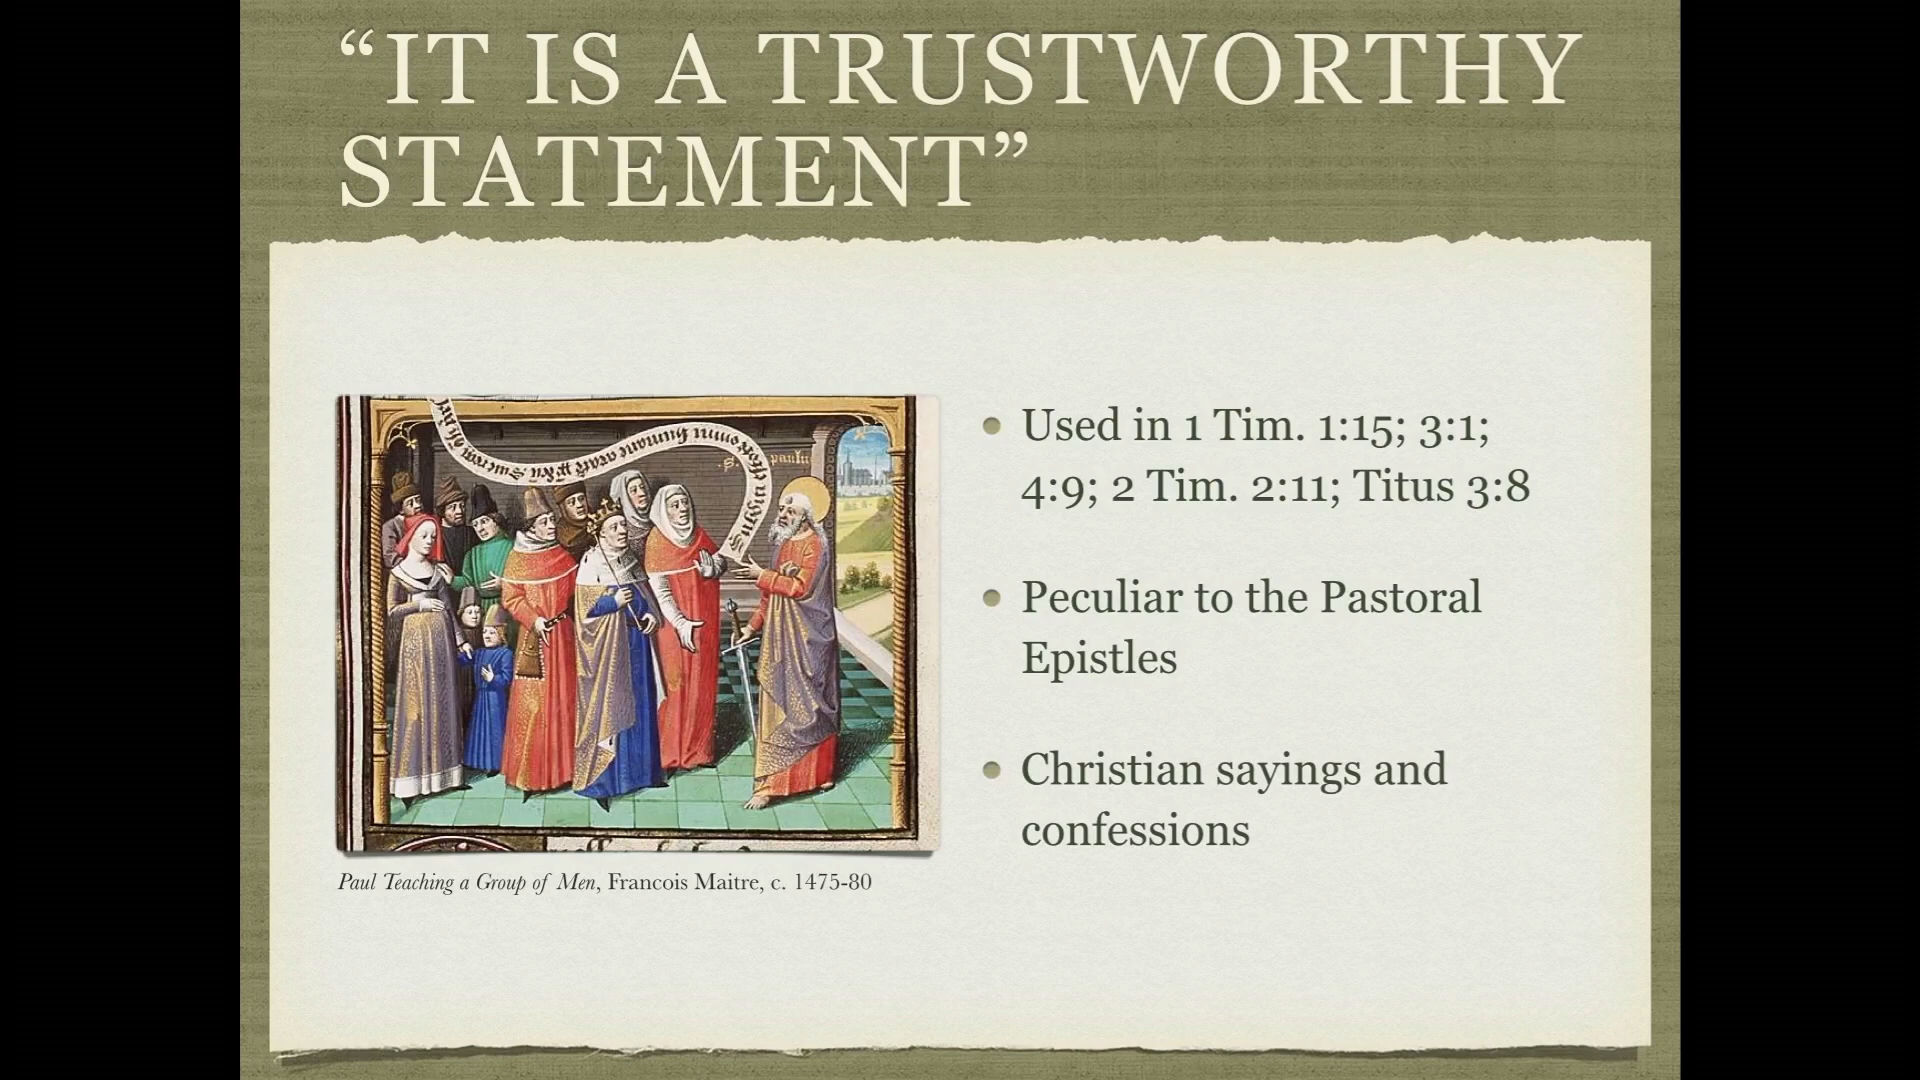 “IT IS A TRUSTWORTHY
STATEMENT”
paulu
Used in 1 Tim. 1:15; 3:1;
4:9; 2 Tim. 2:11; Titus 3:8
Peculiar to the Pastoral
Epistles
Christian sayings and
confessions
Paul Teaching a Group of Men, Francois Maitre, c. 1475-80